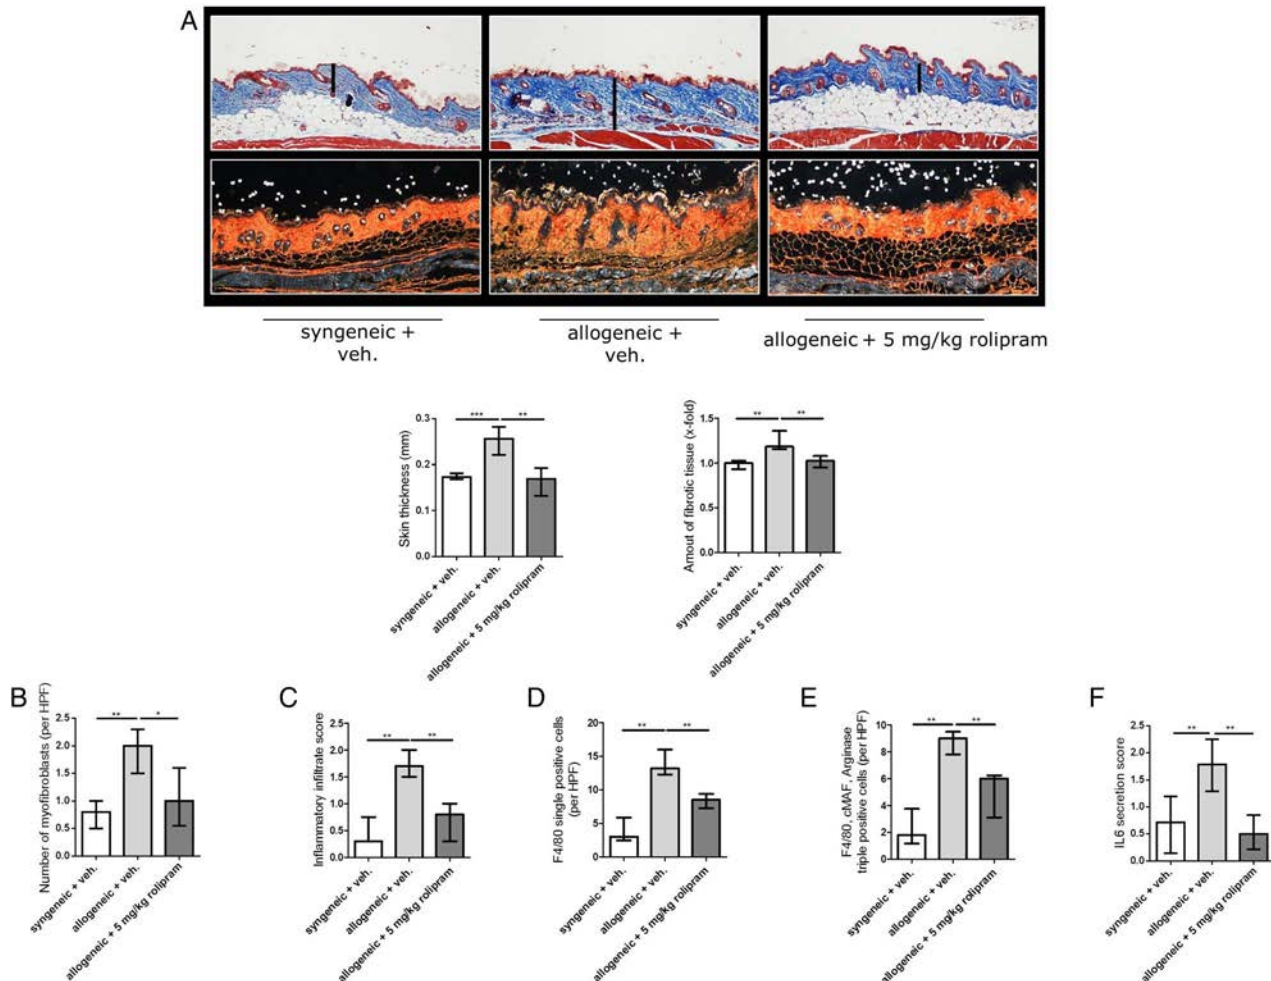 A
syngeneic +
veh.
allogeneic +
veh.
allogeneic + 5 mg/kg rolipram
Skin thickness (mm)
0.3
0.2
0.1
0.0
***
**
syngeneic + veh.
allogeneic + veh.
allogeneic + 5 mg/kg rolipram
Amout of fibrotic tissue (x-fold)
1.5
1.0
0.5
0.0
**
**
syngeneic + veh.
allogeneic + veh.
allogeneic + 5 mg/kg rolipram
B
Number of myofibroblasts (per HPF)
2.5
2.0
1.5
1.0
0.5
0.0
**
*
syngeneic + veh.
allogeneic + veh.
allogeneic + 5 mg/kg rolipram
C
Inflammatory infiltrate score
2.5
2.0
1.5
1.0
0.5
0.0
**
**
syngeneic + veh.
allogeneic + veh.
allogeneic + 5 mg/kg rolipram
D
F4/80 single positive cells
(per HPF)
20
15
10
5
0
**
**
syngeneic + veh.
allogeneic + veh.
allogeneic + 5 mg/kg rolipram
E
F4/80, cMAF, Arginase
triple positive cells (per HPF)
10
8
6
4
2
0
**
**
syngeneic + veh.
allogeneic + veh.
allogeneic + 5 mg/kg rolipram
F
IL6 secretion score
2.5
2.0
1.5
1.0
0.5
0.0
**
**
syngeneic + veh.
allogeneic + veh.
allogeneic + 5 mg/kg rolipram